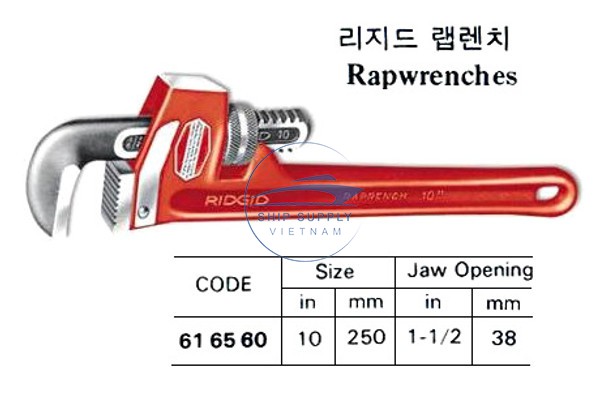 리지드 랩렌치
Rapwrenches
10
RIDGID RAPRENCH 10"
SHIP SUPPLY
VIETNAM
CODE Size Jaw Opening
in mm in mm
61 65 60 10 250 1-1/2 38